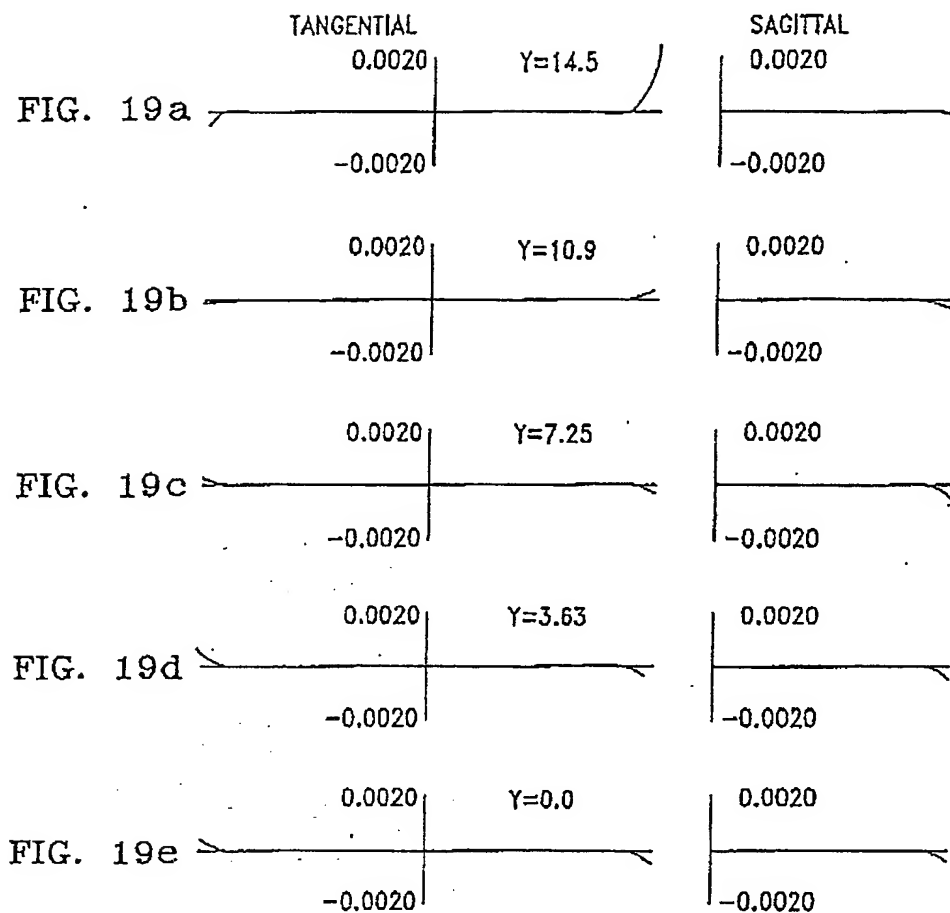 TANGENTIAL SAGITTAL
0.0020 Y=14.5 0.0020
FIG. 19a
-0.0020 -0.0020
0.0020 Y=10.9 0.0020
FIG. 19b
-0.0020 -0.0020
0.0020 Y=7.25 0.0020
FIG. 19c
-0.0020 -0.0020
0.0020 Y=3.63 0.0020
FIG. 19d
-0.0020 -0.0020
0.0020 Y=0.0 0.0020
FIG. 19e
-0.0020 -0.0020